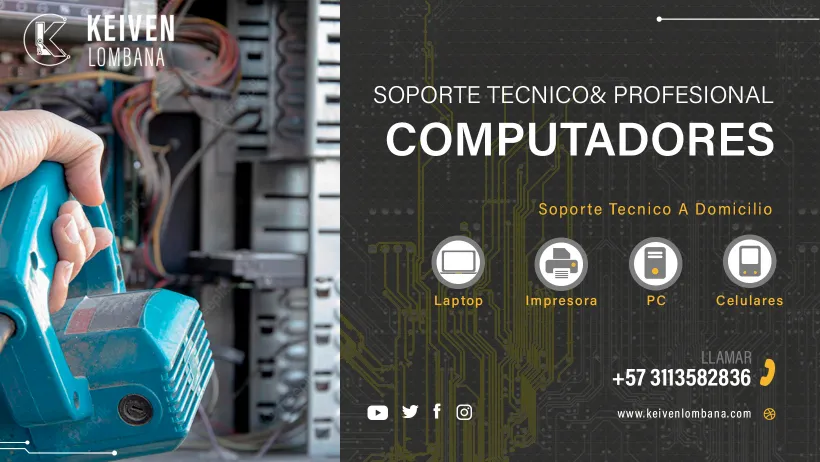 KEIVEN
LOMBANA
SOPORTE TECNICO& PROFESIONAL
COMPUTADORES
Soporte Tecnico A Domicilio
Laptop Impresora PC Celulares
LLAMAR
+57 3113582836
www.keivenlombana.com